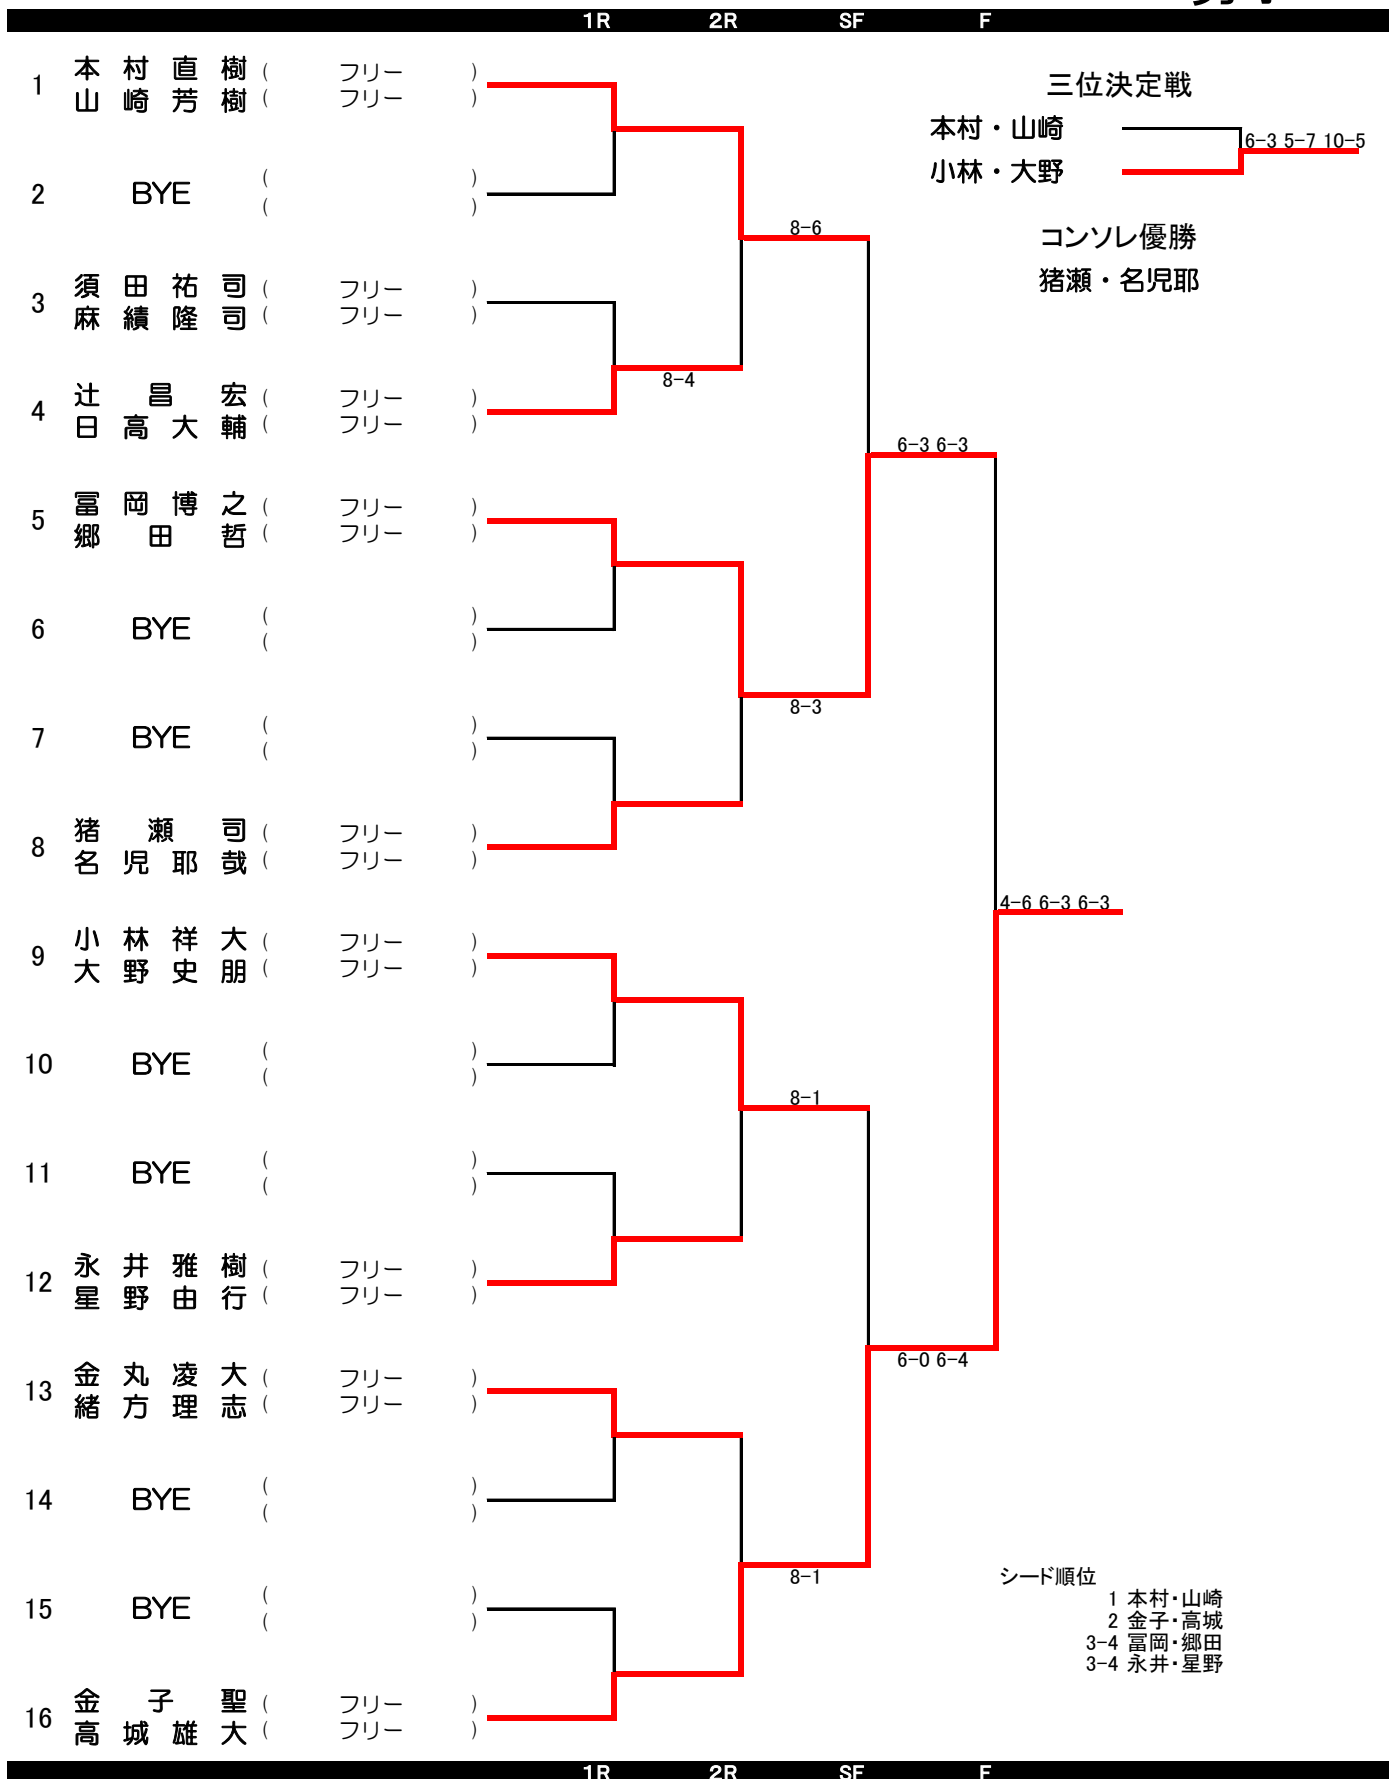 1R 2R SF F
1 本村直樹 ( フリー )
山崎芳樹 ( フリー )
三位決定戦
本村・山崎
6-3 5-7 10-5
小林・大野
2 BYE ( )
( )
8-6
コンソレ優勝
猪瀬・名児耶
3 須田祐司 ( フリー )
麻績隆司 ( フリー )
8-4
4 辻昌宏 ( フリー )
日高大輔 ( フリー )
6-3 6-3
5 冨岡博之 ( フリー )
郷田哲 ( フリー )
6 BYE ( )
( )
8-3
7 BYE ( )
( )
8 猪瀬司 ( フリー )
名児耶哉 ( フリー )
4-6 6-3 6-3
9 小林祥大 ( フリー )
大野史朋 ( フリー )
10 BYE ( )
( )
8-1
11 BYE ( )
( )
12 永井雅樹 ( フリー )
星野由行 ( フリー )
6-0 6-4
13 金丸凌大 ( フリー )
緒方理志 ( フリー )
14 BYE ( )
( )
8-1
15 BYE ( )
( )
シード順位
1 本村・山崎
2 金子・高城
3-4 冨岡・郷田
3-4 永井・星野
16 金子聖 ( フリー )
高城雄大 ( フリー )
1R 2R SF F